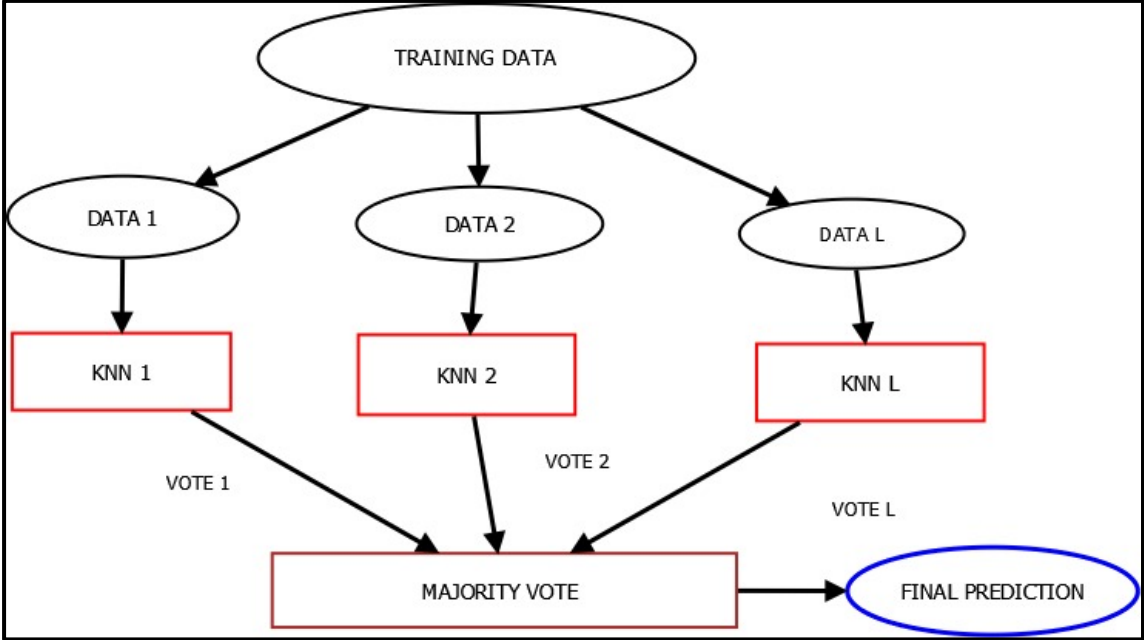 TRAINING DATA
DATA 1
DATA 2
DATA L
KNN 1
KNN 2
KNN L
VOTE 1
VOTE 2
VOTE L
MAJORITY VOTE
FINAL PREDICTION